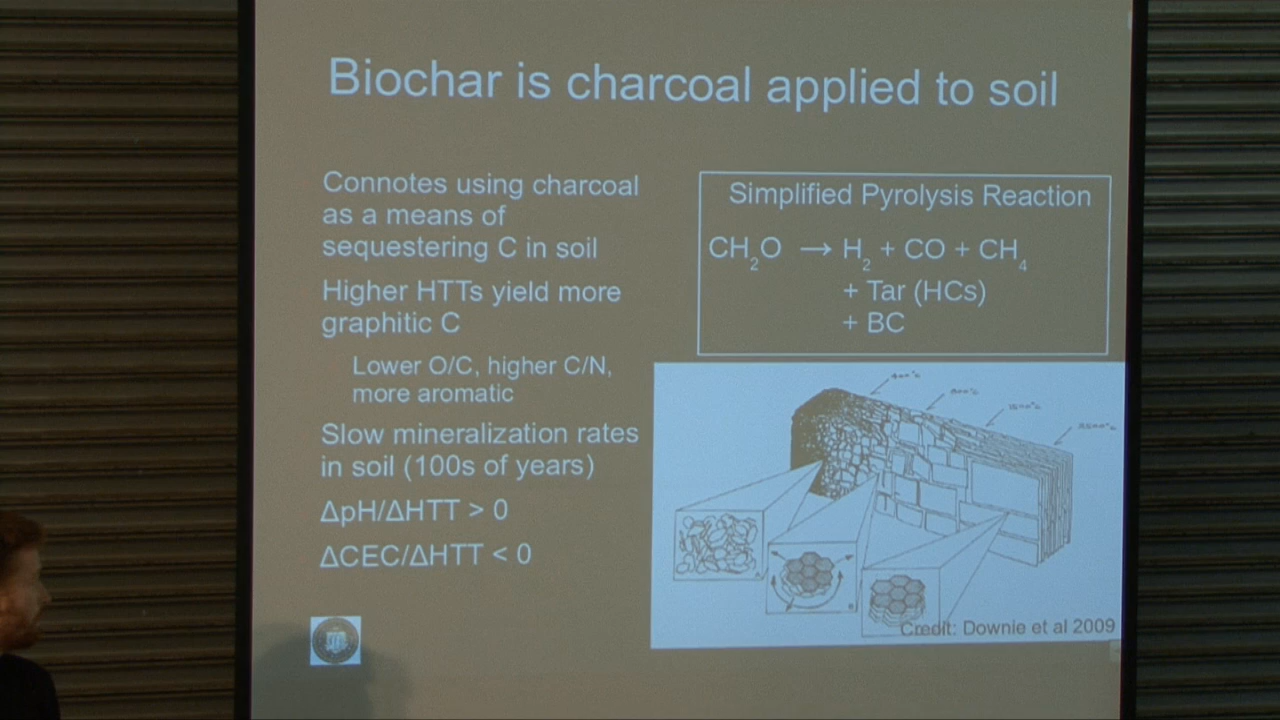 Biochar is charcoal applied to soil
Connotes using charcoal
as a means of
sequestering C in soil
Higher HTTs yield more
graphitic C
Lower O/C, higher C/N,
more aromatic
Slow mineralization rates
in soil (100s of years)
ΔpH/ΔHTT > 0
ΔCEC/ΔHTT < 0
Simplified Pyrolysis Reaction
CH₂O → H₂ + CO + CH₄
+ Tar (HCs)
+ BC
Credit: Downie et al 2009